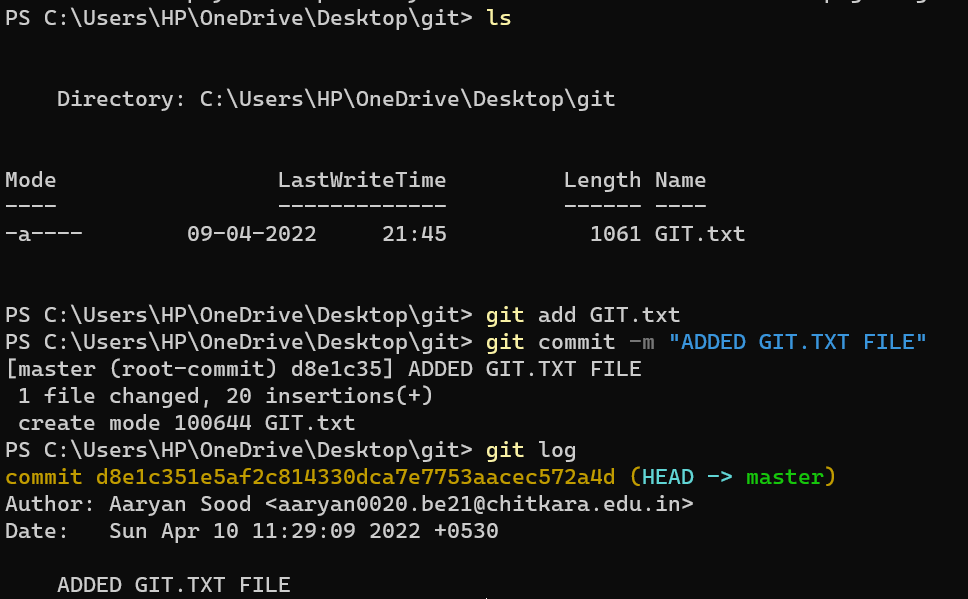 PS C:\Users\HP\OneDrive\Desktop\git> ls
Directory: C:\Users\HP\OneDrive\Desktop\git
Mode                 LastWriteTime         Length Name
----                 -------------         ------ ----
-a----        09-04-2022     21:45           1061 GIT.txt
PS C:\Users\HP\OneDrive\Desktop\git> git add GIT.txt
PS C:\Users\HP\OneDrive\Desktop\git> git commit -m "ADDED GIT.TXT FILE"
[master (root-commit) d8e1c35] ADDED GIT.TXT FILE
 1 file changed, 20 insertions(+)
 create mode 100644 GIT.txt
PS C:\Users\HP\OneDrive\Desktop\git> git log
commit d8e1c351e5af2c814330dca7e7753aacec572a4d (HEAD -> master)
Author: Aaryan Sood <aaryan0020.be21@chitkara.edu.in>
Date:   Sun Apr 10 11:29:09 2022 +0530
ADDED GIT.TXT FILE